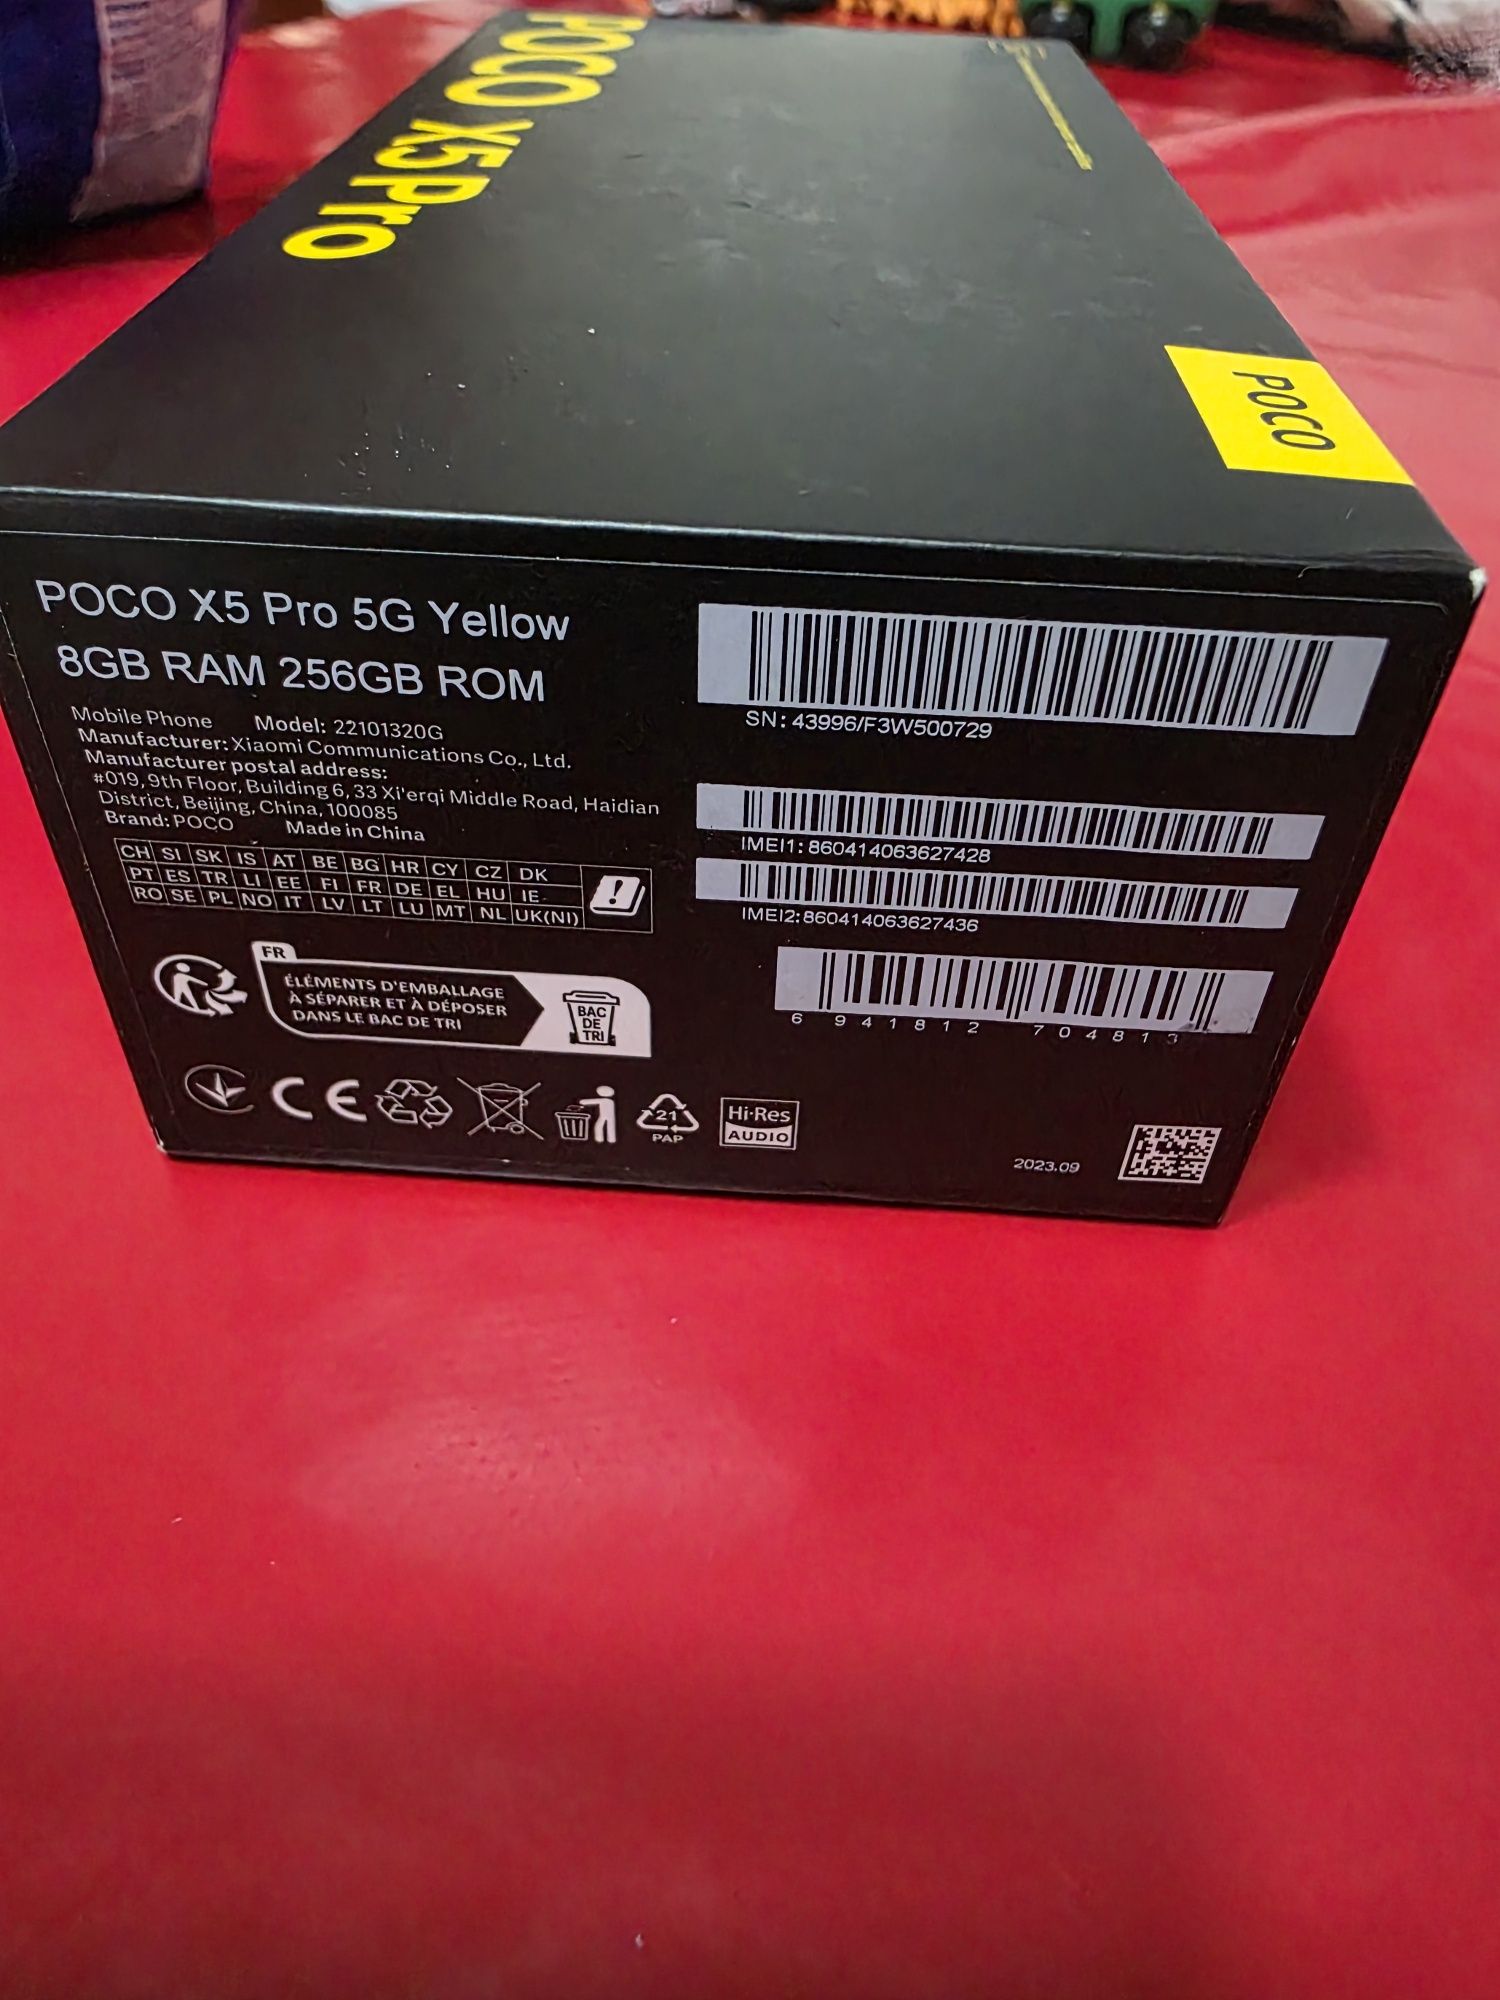 POCO X5 Pro
POCO
POCO X5 Pro 5G Yellow
8GB RAM 256GB ROM
Mobile Phone Model: 22101320G
Manufacturer: Xiaomi Communications Co., Ltd.
Manufacturer postal address:
#019, 9th Floor, Building 6, 33 Xi'erqi Middle Road, Haidian
District, Beijing, China, 100085
Brand: POCO Made in China
CH SI SK IS AT BE BG HR CY CZ DK
PT ES TR LI EE FI FR DE EL HU IE
RO SE PL NO IT LV LT LU MT NL UK(NI)
FR
ÉLÉMENTS D'EMBALLAGE
À SÉPARER ET À DÉPOSER
DANS LE BAC DE TRI
BAC
DE
TRI
CE
21
PAP
Hi-Res
AUDIO
SN: 43996/F3W500729
IMEI1: 860414063627428
IMEI2: 860414063627436
6 941812 704813
2023.09